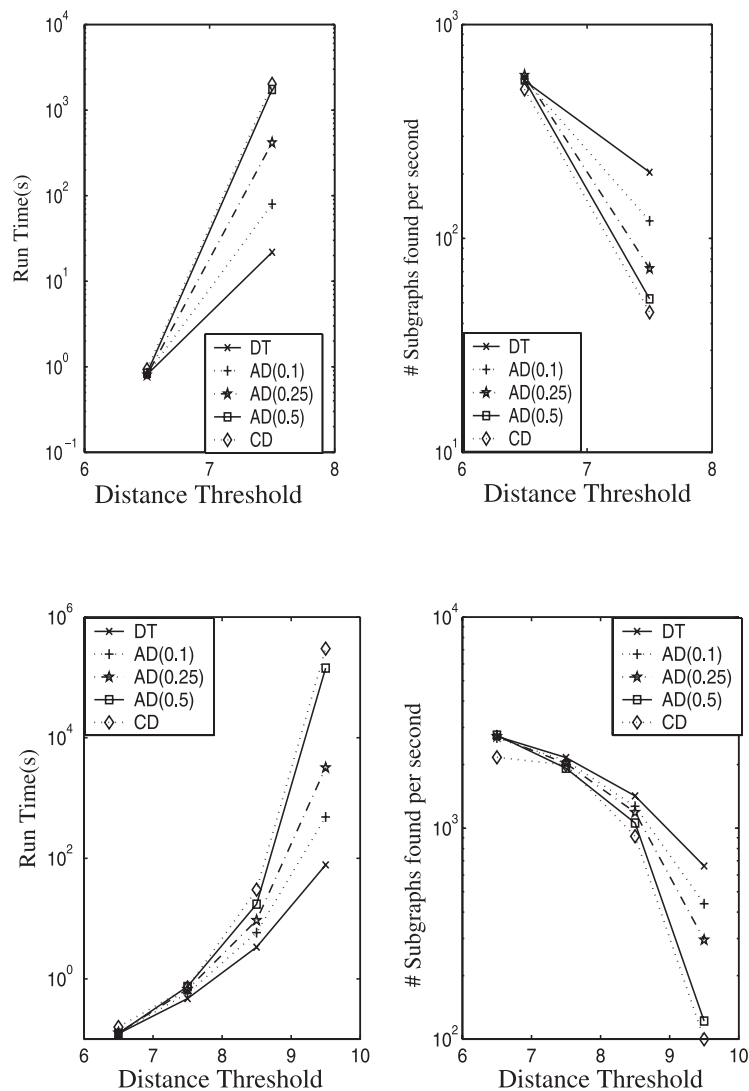 10^4
10^3
10^2
10^1
10^0
10^-1
Run Time(s)
6
7
8
Distance Threshold
DT
AD(0.1)
AD(0.25)
AD(0.5)
CD
10^3
10^2
10^1
# Subgraphs found per second
6
7
8
Distance Threshold
DT
AD(0.1)
AD(0.25)
AD(0.5)
CD
10^6
10^4
10^2
10^0
Run Time(s)
6
7
8
9
10
Distance Threshold
DT
AD(0.1)
AD(0.25)
AD(0.5)
CD
10^4
10^3
10^2
# Subgraphs found per second
6
7
8
9
10
Distance Threshold
DT
AD(0.1)
AD(0.25)
AD(0.5)
CD